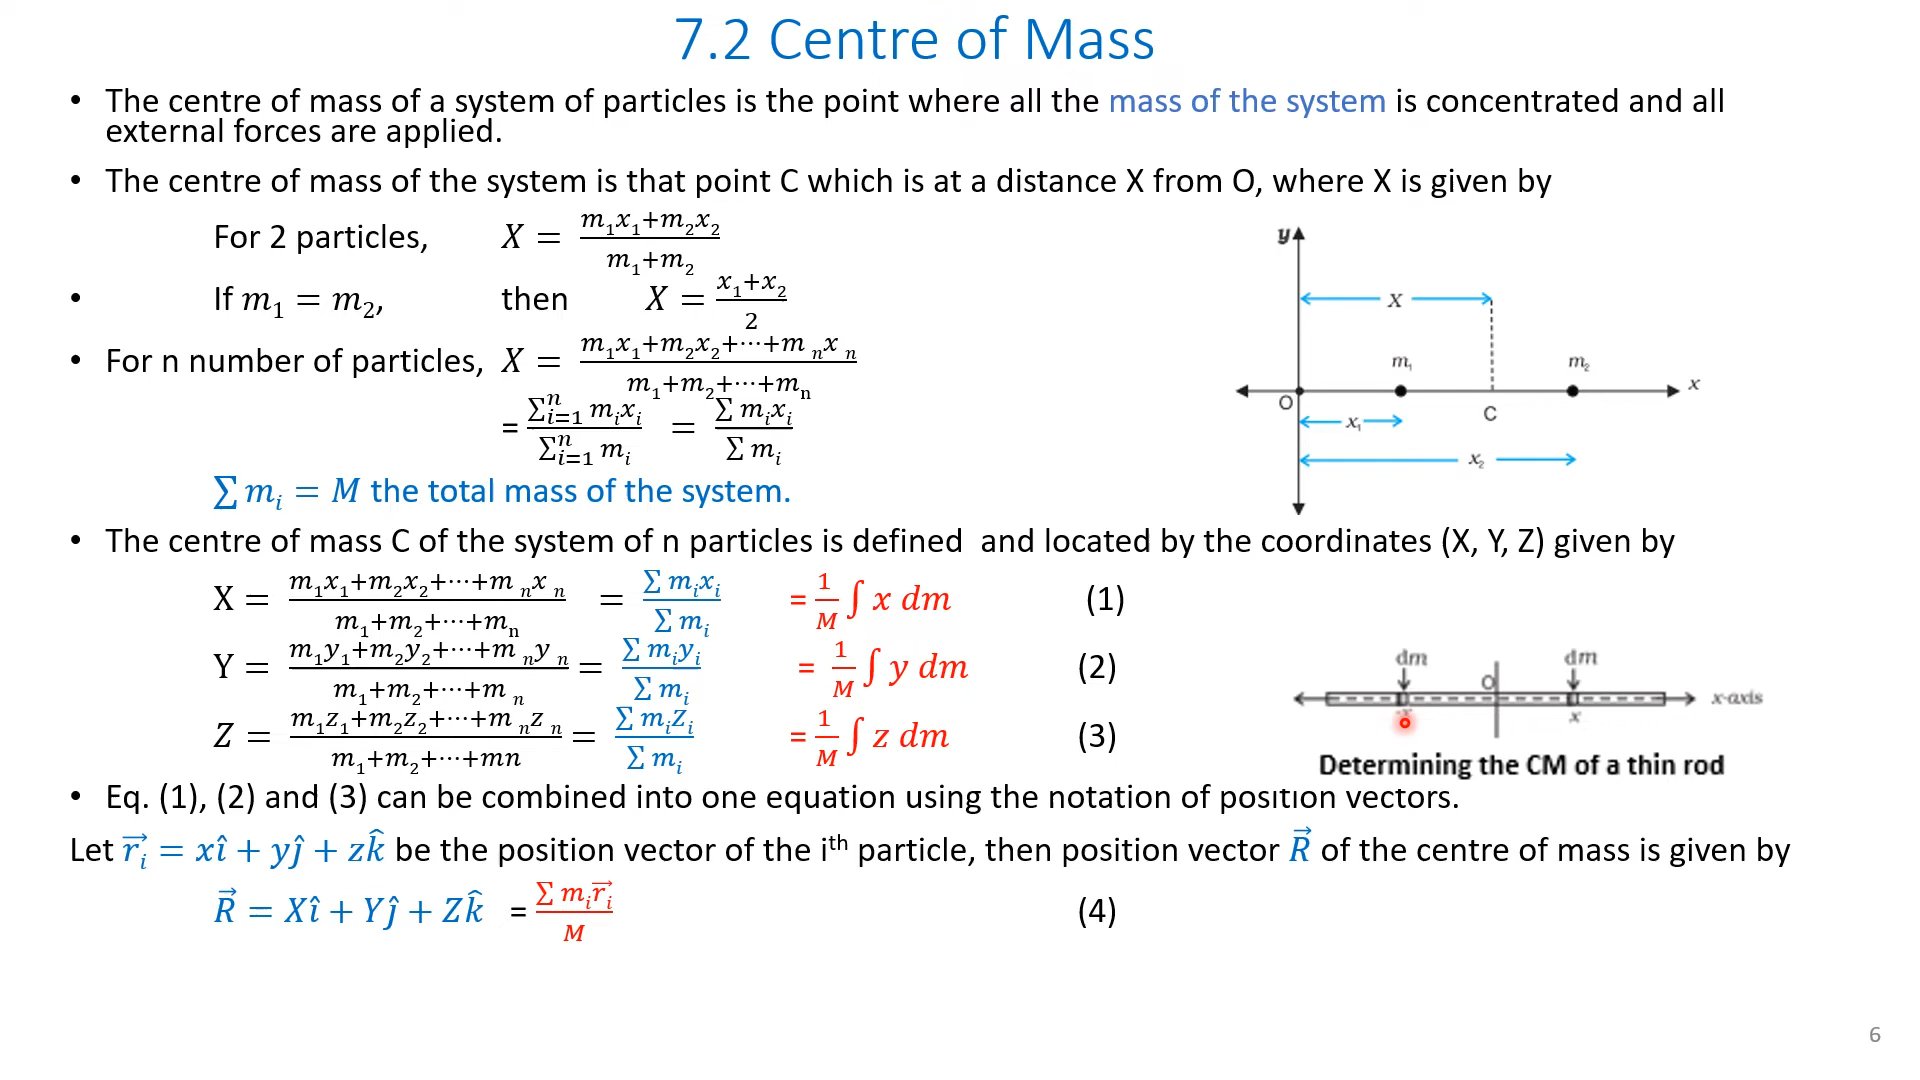 7.2 Centre of Mass
• The centre of mass of a system of particles is the point where all the mass of the system is concentrated and all
external forces are applied.
• The centre of mass of the system is that point C which is at a distance X from O, where X is given by
For 2 particles, X = (m₁x₁+m₂x₂)/(m₁+m₂)
• If m₁ = m₂, then X = (x₁+x₂)/2
• For n number of particles, X = (m₁x₁+m₂x₂+⋯+m ₙx ₙ)/(m₁+m₂+⋯+mₙ)
= (∑ⁿᵢ₌₁ mᵢxᵢ)/(∑ⁿᵢ₌₁ mᵢ) = (∑ mᵢxᵢ)/(∑ mᵢ)
∑ mᵢ = M the total mass of the system.
y
X
m₁ m₂
x
O C
x₁
x₂
• The centre of mass C of the system of n particles is defined and located by the coordinates (X, Y, Z) given by
X = (m₁x₁+m₂x₂+⋯+m ₙx ₙ)/(m₁+m₂+⋯+mₙ) = (∑ mᵢxᵢ)/(∑ mᵢ) = 1/M ∫ x dm (1)
Y = (m₁y₁+m₂y₂+⋯+m ₙy ₙ)/(m₁+m₂+⋯+m ₙ) = (∑ mᵢyᵢ)/(∑ mᵢ) = 1/M ∫ y dm (2)
Z = (m₁z₁+m₂z₂+⋯+m ₙz ₙ)/(m₁+m₂+⋯+mn) = (∑ mᵢZᵢ)/(∑ mᵢ) = 1/M ∫ z dm (3)
dm dm
O
x-axis
-x x
Determining the CM of a thin rod
• Eq. (1), (2) and (3) can be combined into one equation using the notation of position vectors.
Let r⃗ᵢ = xî + yĵ + zk̂ be the position vector of the iᵗʰ particle, then position vector R⃗ of the centre of mass is given by
R⃗ = Xî + Yĵ + Zk̂ = (∑ mᵢr⃗ᵢ)/M (4)
6